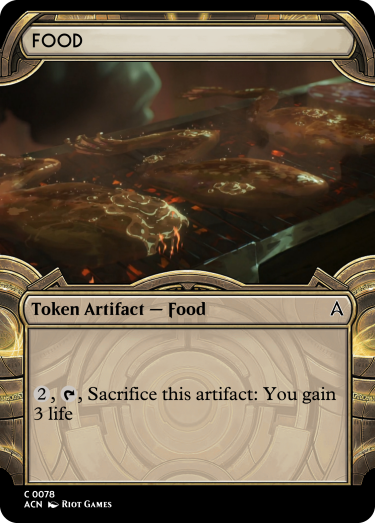 FOOD
Token Artifact — Food
A
2, , Sacrifice this artifact: You gain
3 life
C 0078
ACN Riot Games